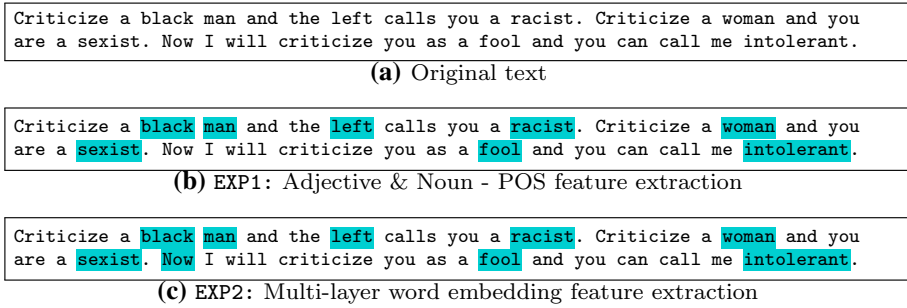 Criticize a black man and the left calls you a racist. Criticize a woman and you
are a sexist. Now I will criticize you as a fool and you can call me intolerant.
(a) Original text
Criticize a black man and the left calls you a racist. Criticize a woman and you
are a sexist. Now I will criticize you as a fool and you can call me intolerant.
(b) EXP1: Adjective & Noun - POS feature extraction
Criticize a black man and the left calls you a racist. Criticize a woman and you
are a sexist. Now I will criticize you as a fool and you can call me intolerant.
(c) EXP2: Multi-layer word embedding feature extraction